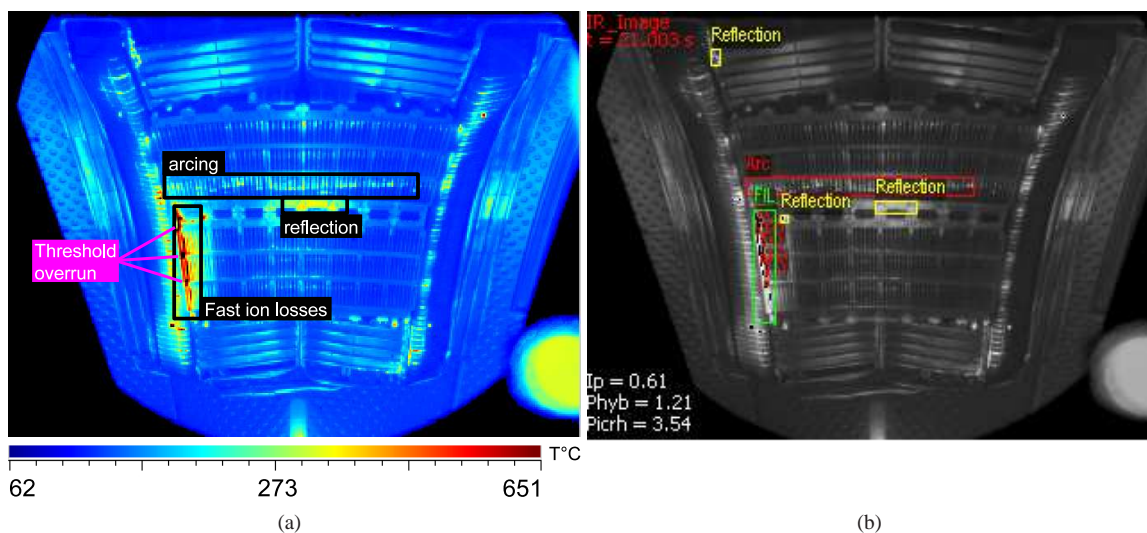 arcing
reflection
Threshold
overrun
Fast ion losses
T°C
62 273 651
(a)
IR_Image
t = 21.003 s
Reflection
Arc
Reflection
FIL
Reflection
Ip = 0.61
Phyb = 1.21
Picrh = 3.54
(b)